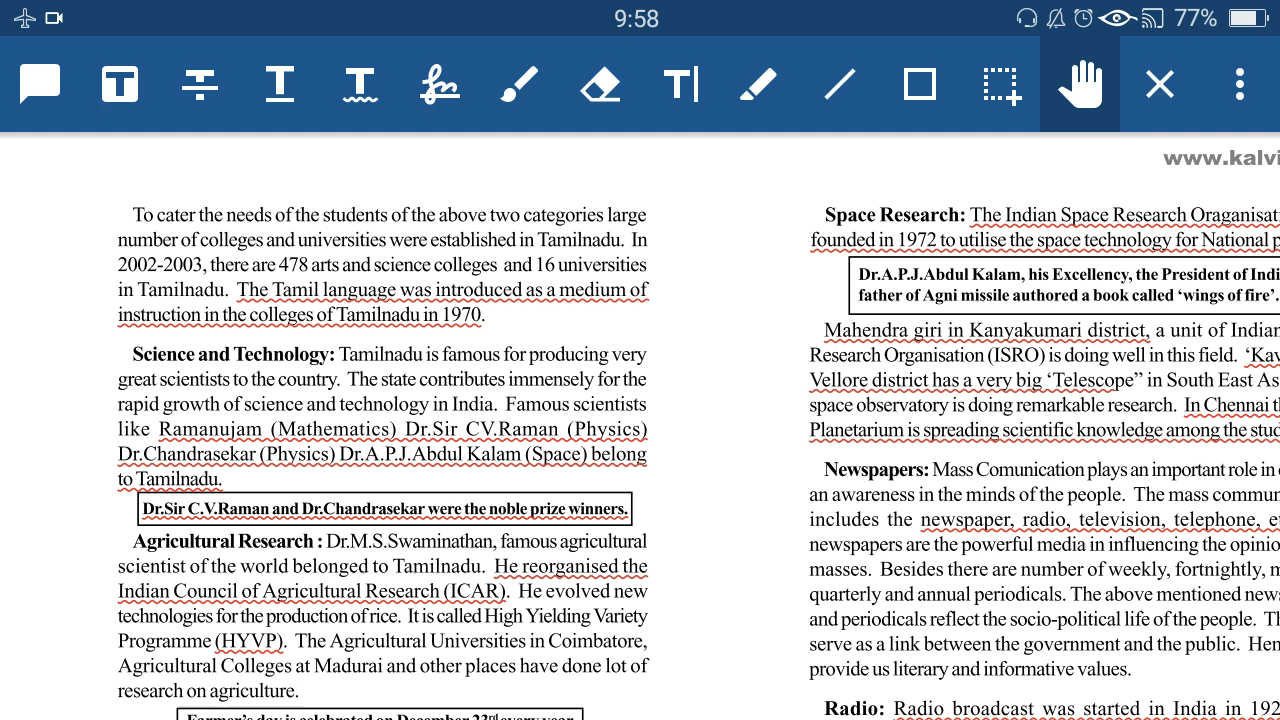 9:58
77%
www.kalvi
To cater the needs of the students of the above two categories large
number of colleges and universities were established in Tamilnadu. In
2002-2003, there are 478 arts and science colleges and 16 universities
in Tamilnadu. The Tamil language was introduced as a medium of
instruction in the colleges of Tamilnadu in 1970.
Science and Technology: Tamilnadu is famous for producing very
great scientists to the country. The state contributes immensely for the
rapid growth of science and technology in India. Famous scientists
like Ramanujam (Mathematics) Dr.Sir CV.Raman (Physics)
Dr.Chandrasekar (Physics) Dr.A.P.J.Abdul Kalam (Space) belong
to Tamilnadu.
Dr.Sir C.V.Raman and Dr.Chandrasekar were the noble prize winners.
Agricultural Research : Dr.M.S.Swaminathan, famous agricultural
scientist of the world belonged to Tamilnadu. He reorganised the
Indian Council of Agricultural Research (ICAR). He evolved new
technologies for the production of rice. It is called High Yielding Variety
Programme (HYVP). The Agricultural Universities in Coimbatore,
Agricultural Colleges at Madurai and other places have done lot of
research on agriculture.
Farmer's day is celebrated on December 23rd every year
Space Research: The Indian Space Research Oraganisati
founded in 1972 to utilise the space technology for National p
Dr.A.P.J.Abdul Kalam, his Excellency, the President of Indi
father of Agni missile authored a book called ‘wings of fire’.
Mahendra giri in Kanyakumari district, a unit of Indian
Research Organisation (ISRO) is doing well in this field. ‘Kav
Vellore district has a very big ‘Telescope” in South East As
space observatory is doing remarkable research. In Chennai th
Planetarium is spreading scientific knowledge among the stud
Newspapers: Mass Comunication plays an important role in c
an awareness in the minds of the people. The mass commun
includes the newspaper, radio, television, telephone, et
newspapers are the powerful media in influencing the opinio
masses. Besides there are number of weekly, fortnightly, m
quarterly and annual periodicals. The above mentioned news
and periodicals reflect the socio-political life of the people. Th
serve as a link between the government and the public. Hen
provide us literary and informative values.
Radio: Radio broadcast was started in India in 192